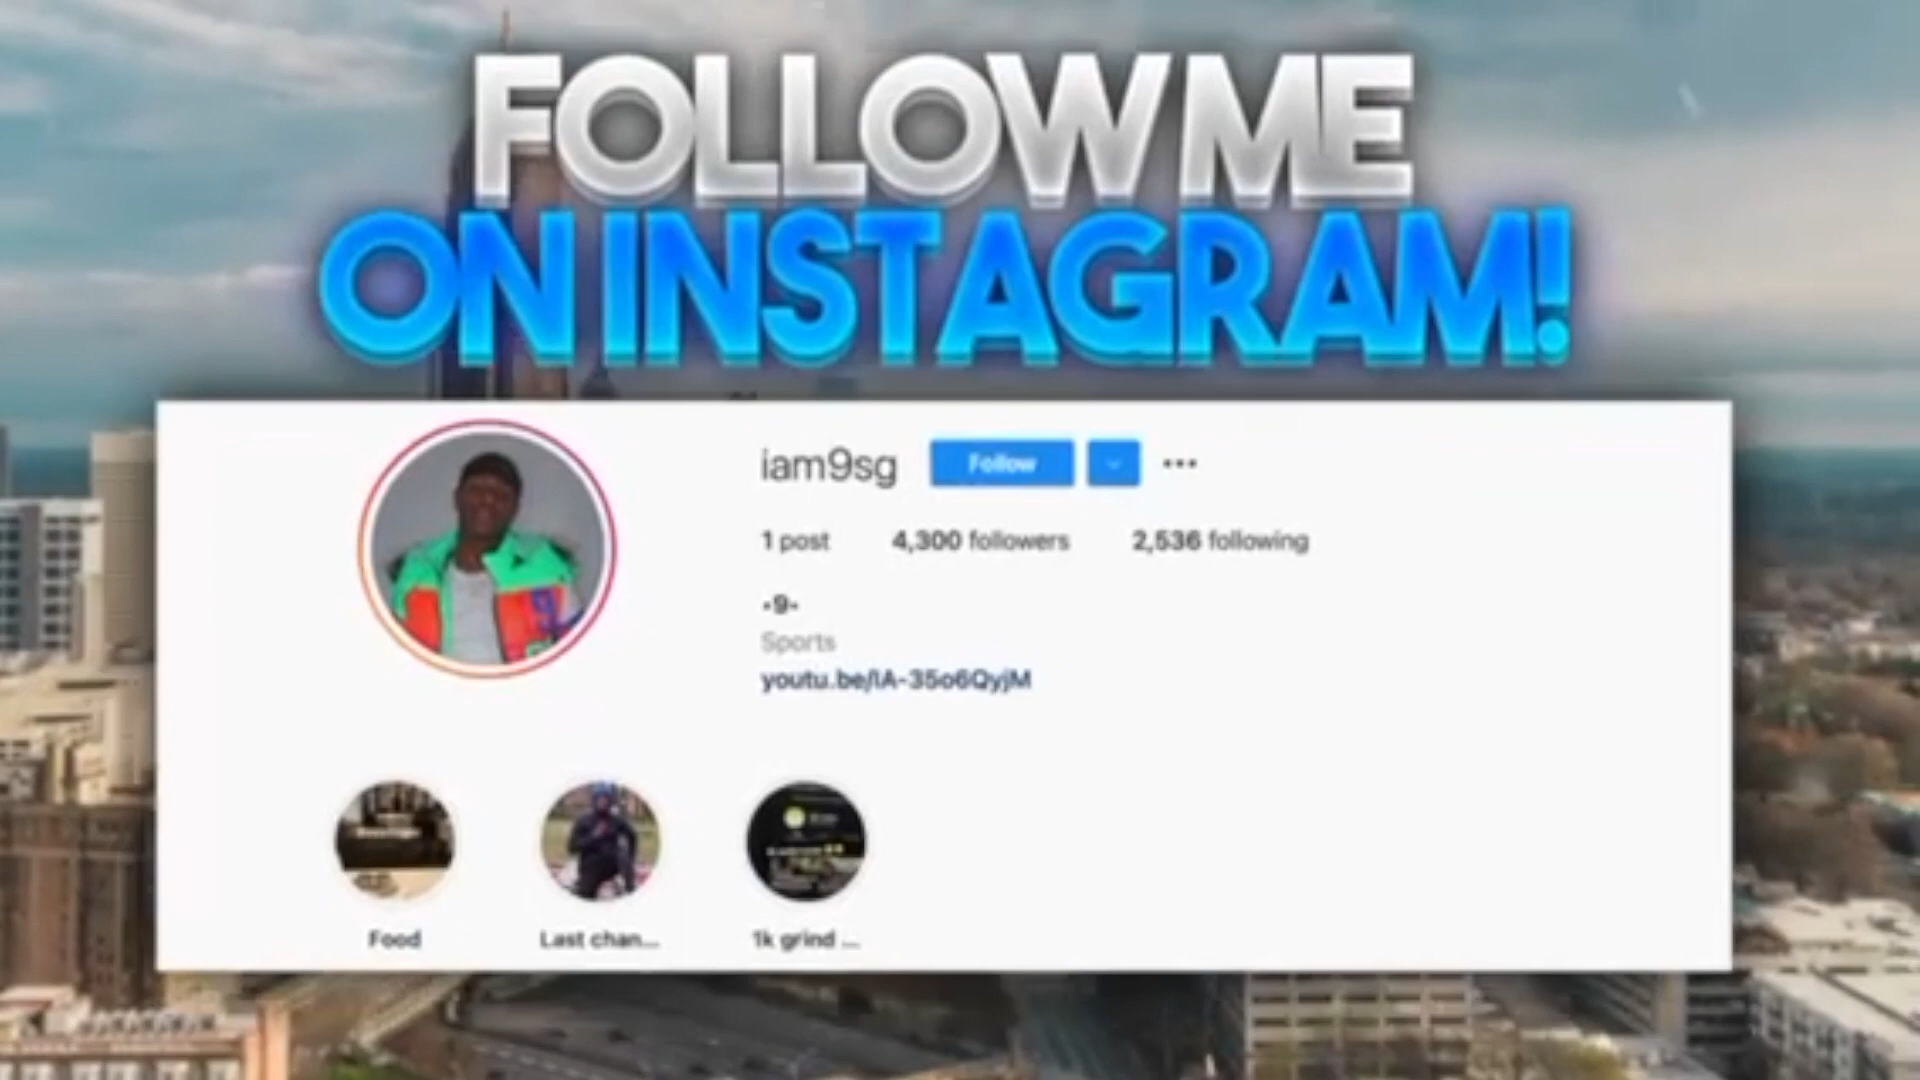 FOLLOW ME
ON INSTAGRAM!
iam9sg Follow
1 post 4,300 followers 2,536 following
•9•
Sports
youtu.be/lA-35o6QyjM
Food Last chan... 1k grind ...